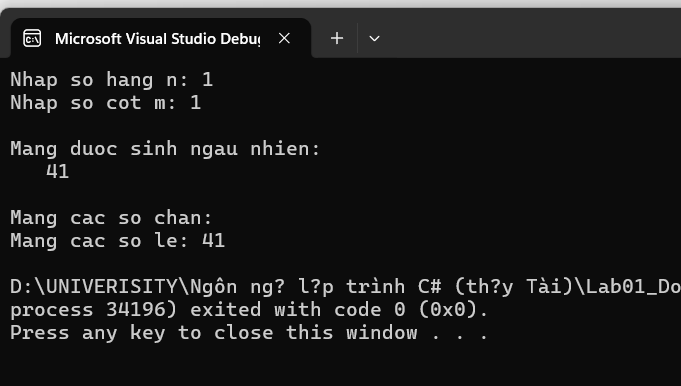 Microsoft Visual Studio Debug
Nhap so hang n: 1
Nhap so cot m: 1
Mang duoc sinh ngau nhien:
41
Mang cac so chan:
Mang cac so le: 41
D:\UNIVERISITY\Ngôn ng? l?p trình C# (th?y Tài)\Lab01_Do
process 34196) exited with code 0 (0x0).
Press any key to close this window . . .